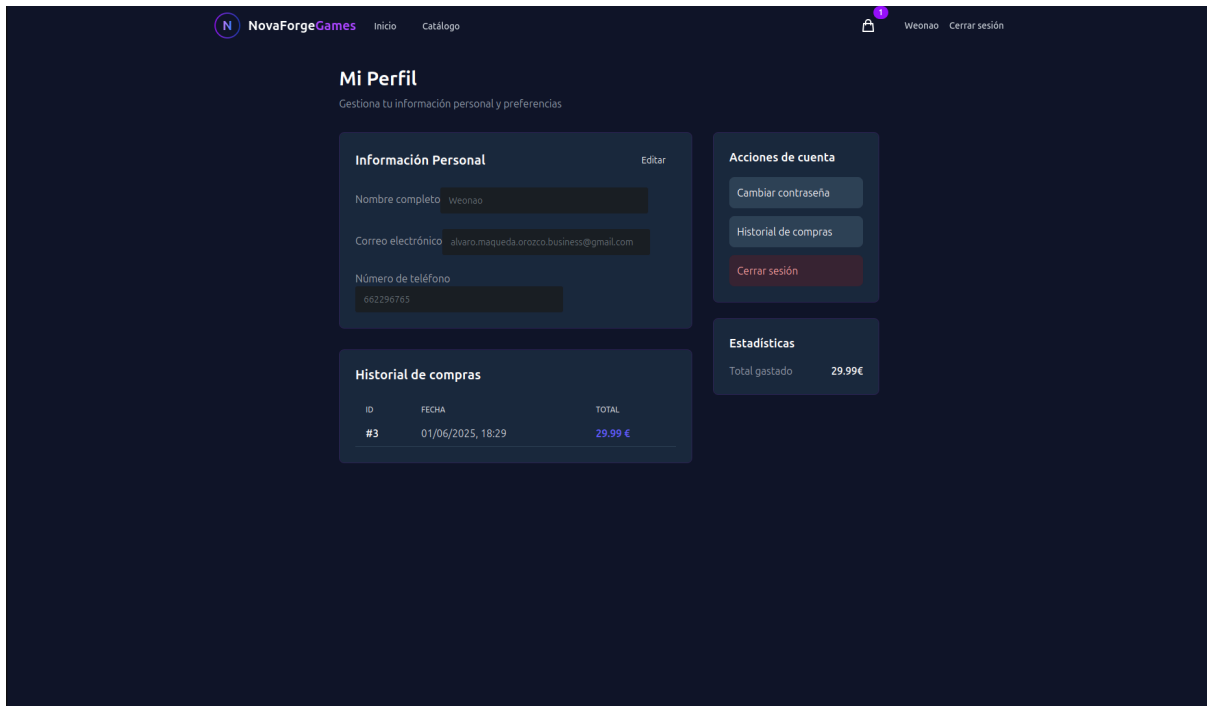 N NovaForgeGames Inicio Catálogo 1 Weonao Cerrar sesión
Mi Perfil
Gestiona tu información personal y preferencias
Información Personal Editar
Nombre completo Weonao
Correo electrónico alvaro.maqueda.orozco.business@gmail.com
Número de teléfono
662296765
Historial de compras
ID FECHA TOTAL
#3 01/06/2025, 18:29 29.99 €
Acciones de cuenta
Cambiar contraseña
Historial de compras
Cerrar sesión
Estadísticas
Total gastado 29.99€